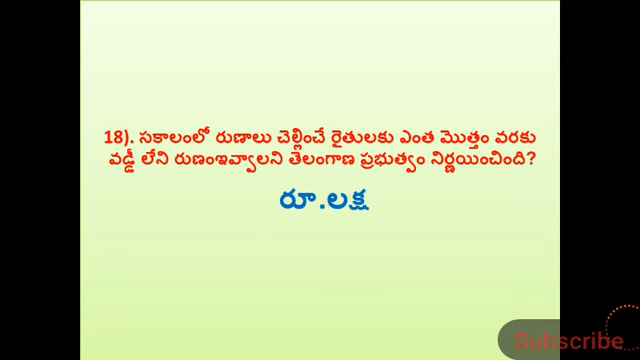 18). సకాలంలో రుణాలు చెల్లించే రైతులకు ఎంత మొత్తం వరకు
వడ్డీ లేని రుణంఇవ్వాలని తెలంగాణ ప్రభుత్వం నిర్ణయించింది?
రూ.లక్ష
Subscribe